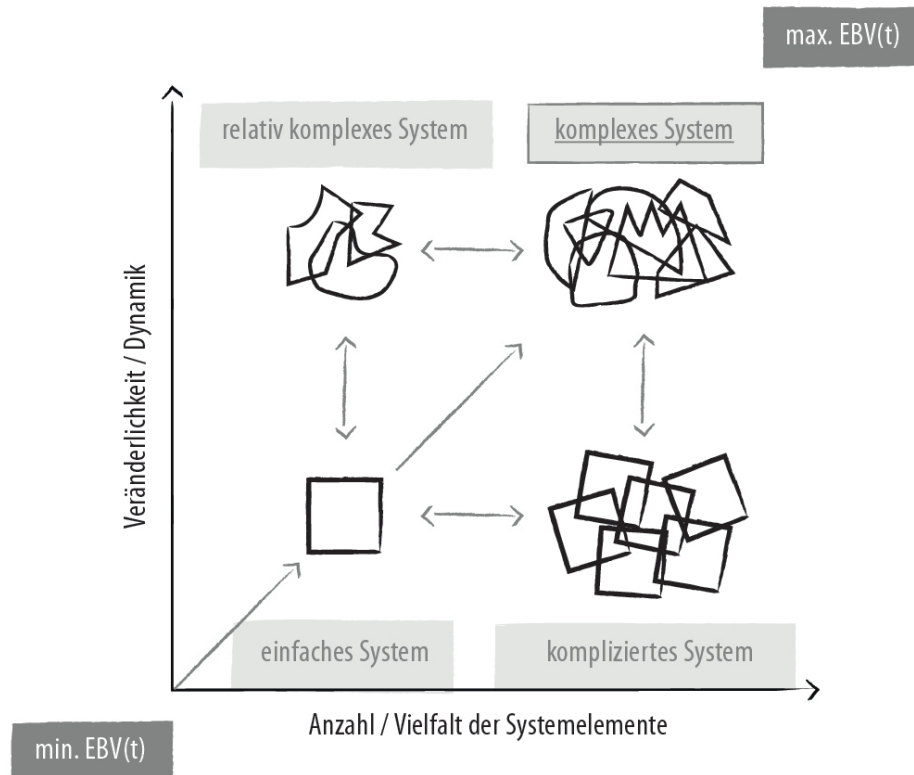 max. EBV(t)
relativ komplexes System
komplexes System
Veränderlichkeit / Dynamik
einfaches System
kompliziertes System
Anzahl / Vielfalt der Systemelemente
min. EBV(t)